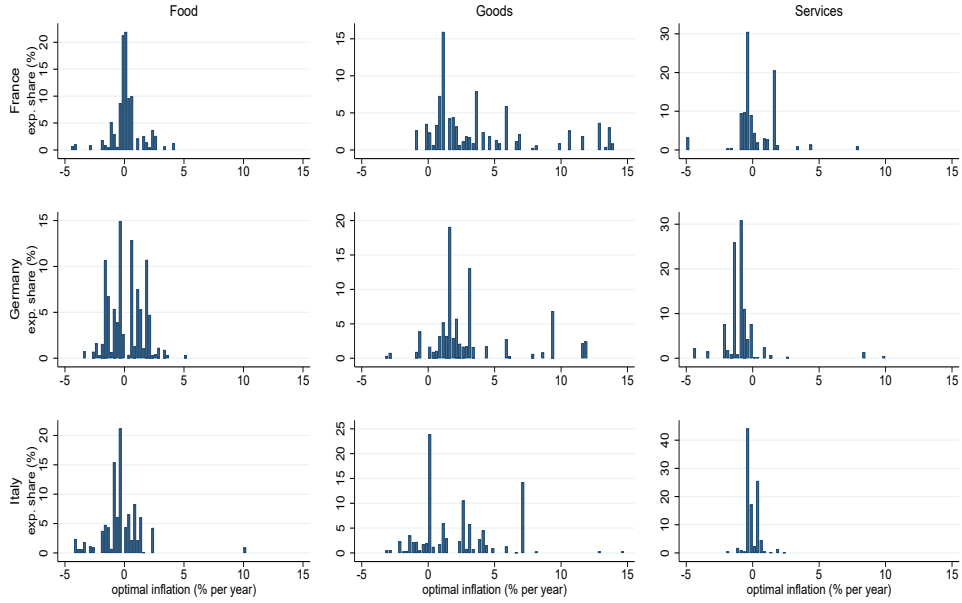 Food
Goods
Services
France
exp. share (%)
0 5 10 15 20
-5 0 5 10 15
0 5 10 15
-5 0 5 10 15
0 10 20 30
-5 0 5 10 15
Germany
exp. share (%)
0 5 10 15
-5 0 5 10 15
0 5 10 15 20
-5 0 5 10 15
0 10 20 30
-5 0 5 10 15
Italy
exp. share (%)
0 5 10 15 20
-5 0 5 10 15
optimal inflation (% per year)
0 5 10 15 20 25
-5 0 5 10 15
optimal inflation (% per year)
0 10 20 30 40
-5 0 5 10 15
optimal inflation (% per year)